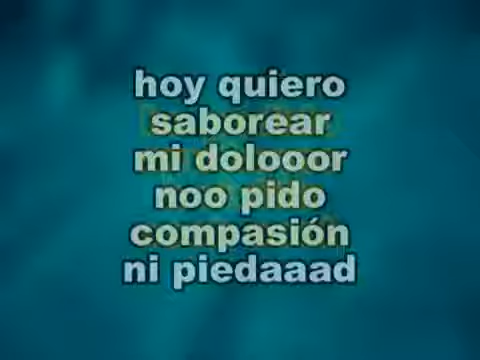 hoy quiero
saborear
mi dolooor
noo pido
compasión
ni piedaaad